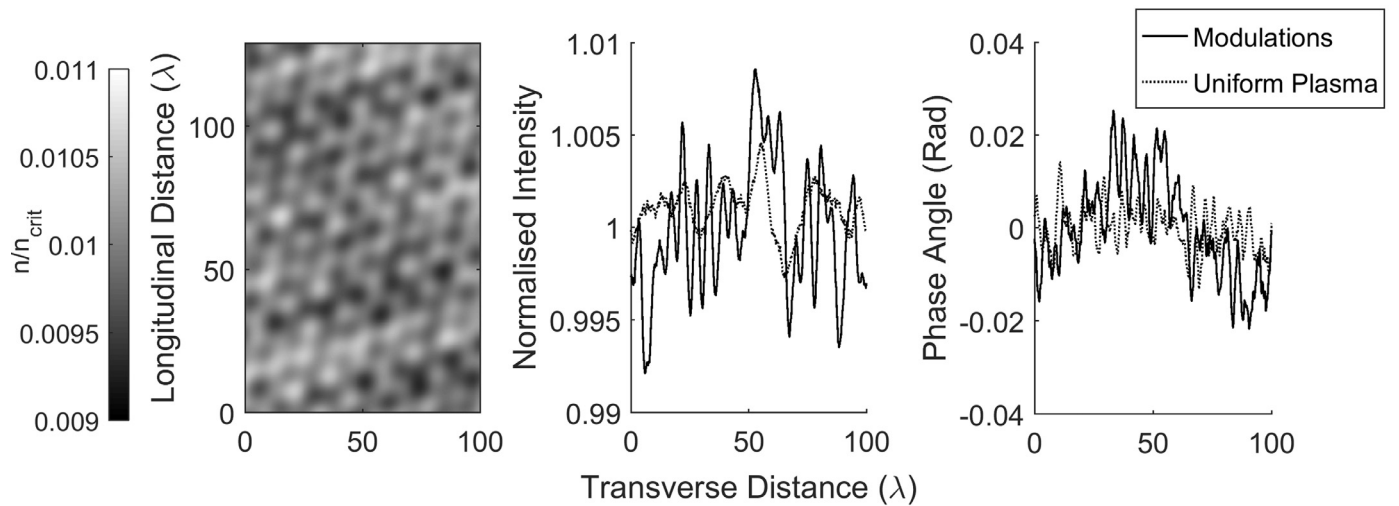 0.011
0.0105
0.01
0.0095
0.009
n/ncrit
Longitudinal Distance (λ)
100
50
0
0 50 100
Normalised Intensity
1.01
1.005
1
0.995
0.99
0 50 100
Phase Angle (Rad)
0.04
0.02
0
-0.02
-0.04
0 50 100
Modulations
Uniform Plasma
Transverse Distance (λ)